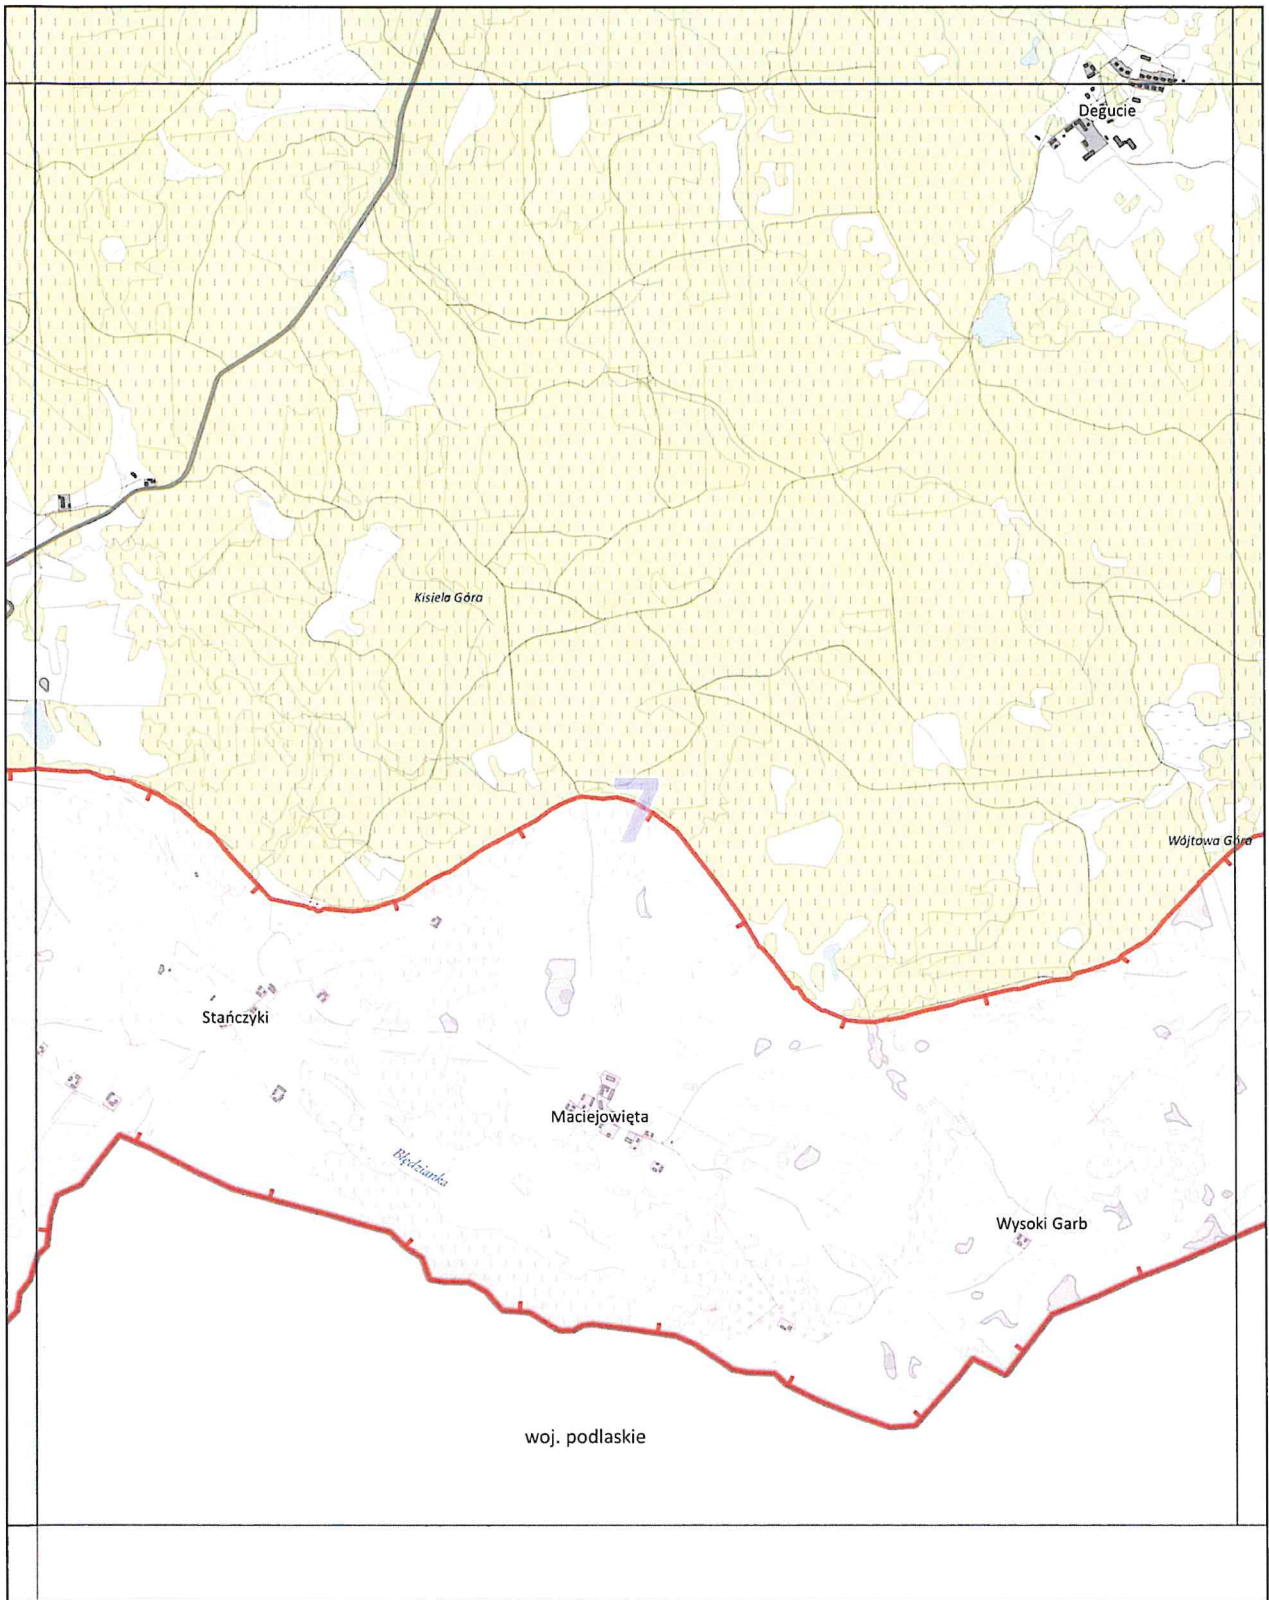 Degucie
Kisiela Góra
7
Wójtowa Góra
Stańczyki
Maciejowięta
Błędzianka
Wysoki Garb
woj. podlaskie